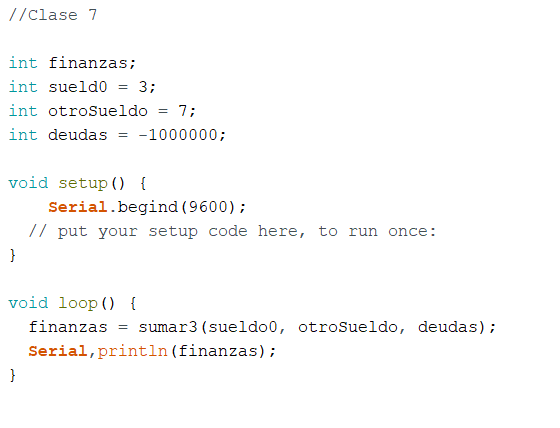 //Clase 7
int finanzas;
int sueld0 = 3;
int otroSueldo = 7;
int deudas = -1000000;
void setup() {
Serial.begind(9600);
// put your setup code here, to run once:
}
void loop() {
finanzas = sumar3(sueldo0, otroSueldo, deudas);
Serial,println(finanzas);
}